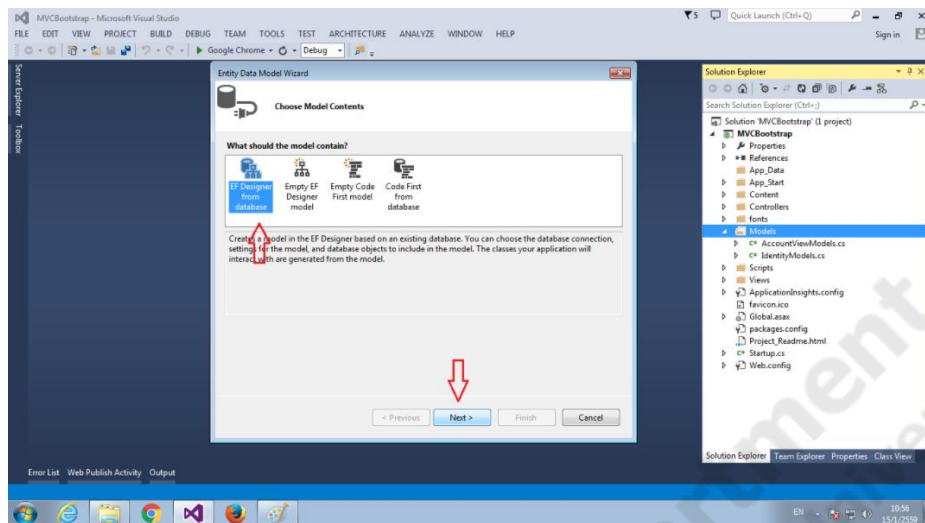 MVCBootstrap - Microsoft Visual Studio
5
Quick Launch (Ctrl+Q)
FILE EDIT VIEW PROJECT BUILD DEBUG TEAM TOOLS TEST ARCHITECTURE ANALYZE WINDOW HELP
Sign in
Google Chrome
Debug
Server Explorer
Toolbox
Entity Data Model Wizard
Choose Model Contents
What should the model contain?
EF Designer from database
Empty EF Designer model
Empty Code First model
Code First from database
Creates a model in the EF Designer based on an existing database. You can choose the database connection,
settings for the model, and database objects to include in the model. The classes your application will
interact with are generated from the model.
< Previous
Next >
Finish
Cancel
Solution Explorer
Search Solution Explorer (Ctrl+;)
Solution 'MVCBootstrap' (1 project)
MVCBootstrap
Properties
References
App_Data
App_Start
Content
Controllers
fonts
Models
C# AccountViewModels.cs
C# IdentityModels.cs
Scripts
Views
ApplicationInsights.config
favicon.ico
Global.asax
packages.config
Project_Readme.html
C# Startup.cs
Web.config
Solution Explorer Team Explorer Properties Class View
Error List Web Publish Activity Output
EN
10:56
15/1/2559